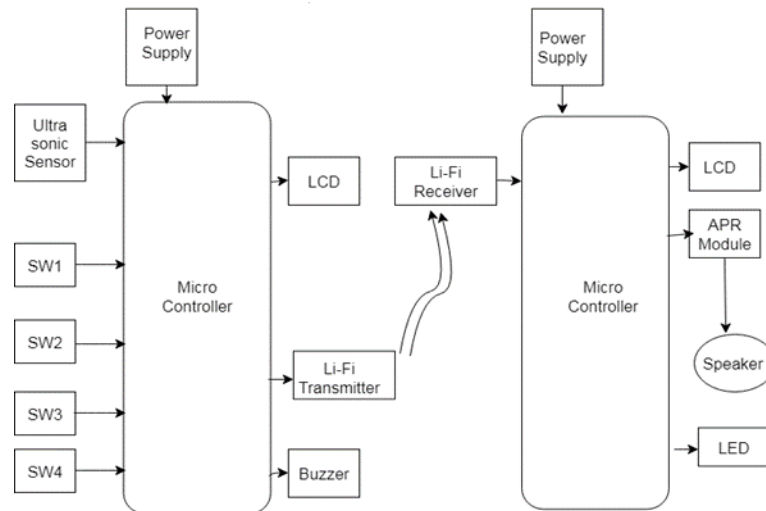 Power
Supply
Ultra
sonic
Sensor
SW1
SW2
SW3
SW4
Micro
Controller
LCD
Li-Fi
Transmitter
Buzzer
Li-Fi
Receiver
Power
Supply
Micro
Controller
LCD
APR
Module
Speaker
LED